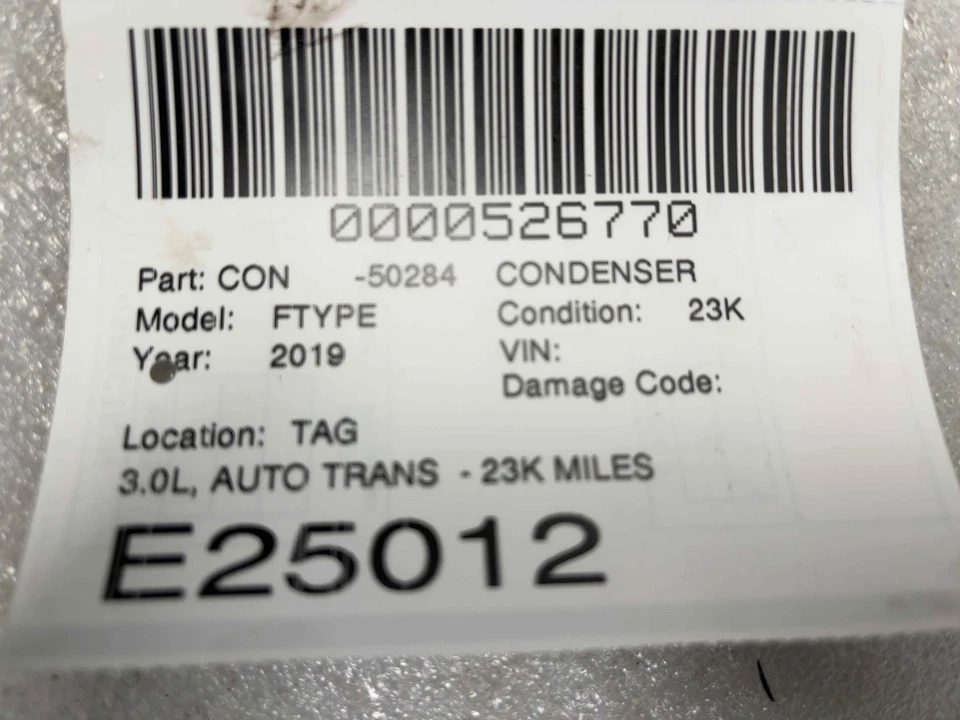 0000526770
Part: CON -50284 CONDENSER
Model: FTYPE Condition: 23K
Year: 2019 VIN:
Damage Code:
Location: TAG
3.0L, AUTO TRANS - 23K MILES
E25012